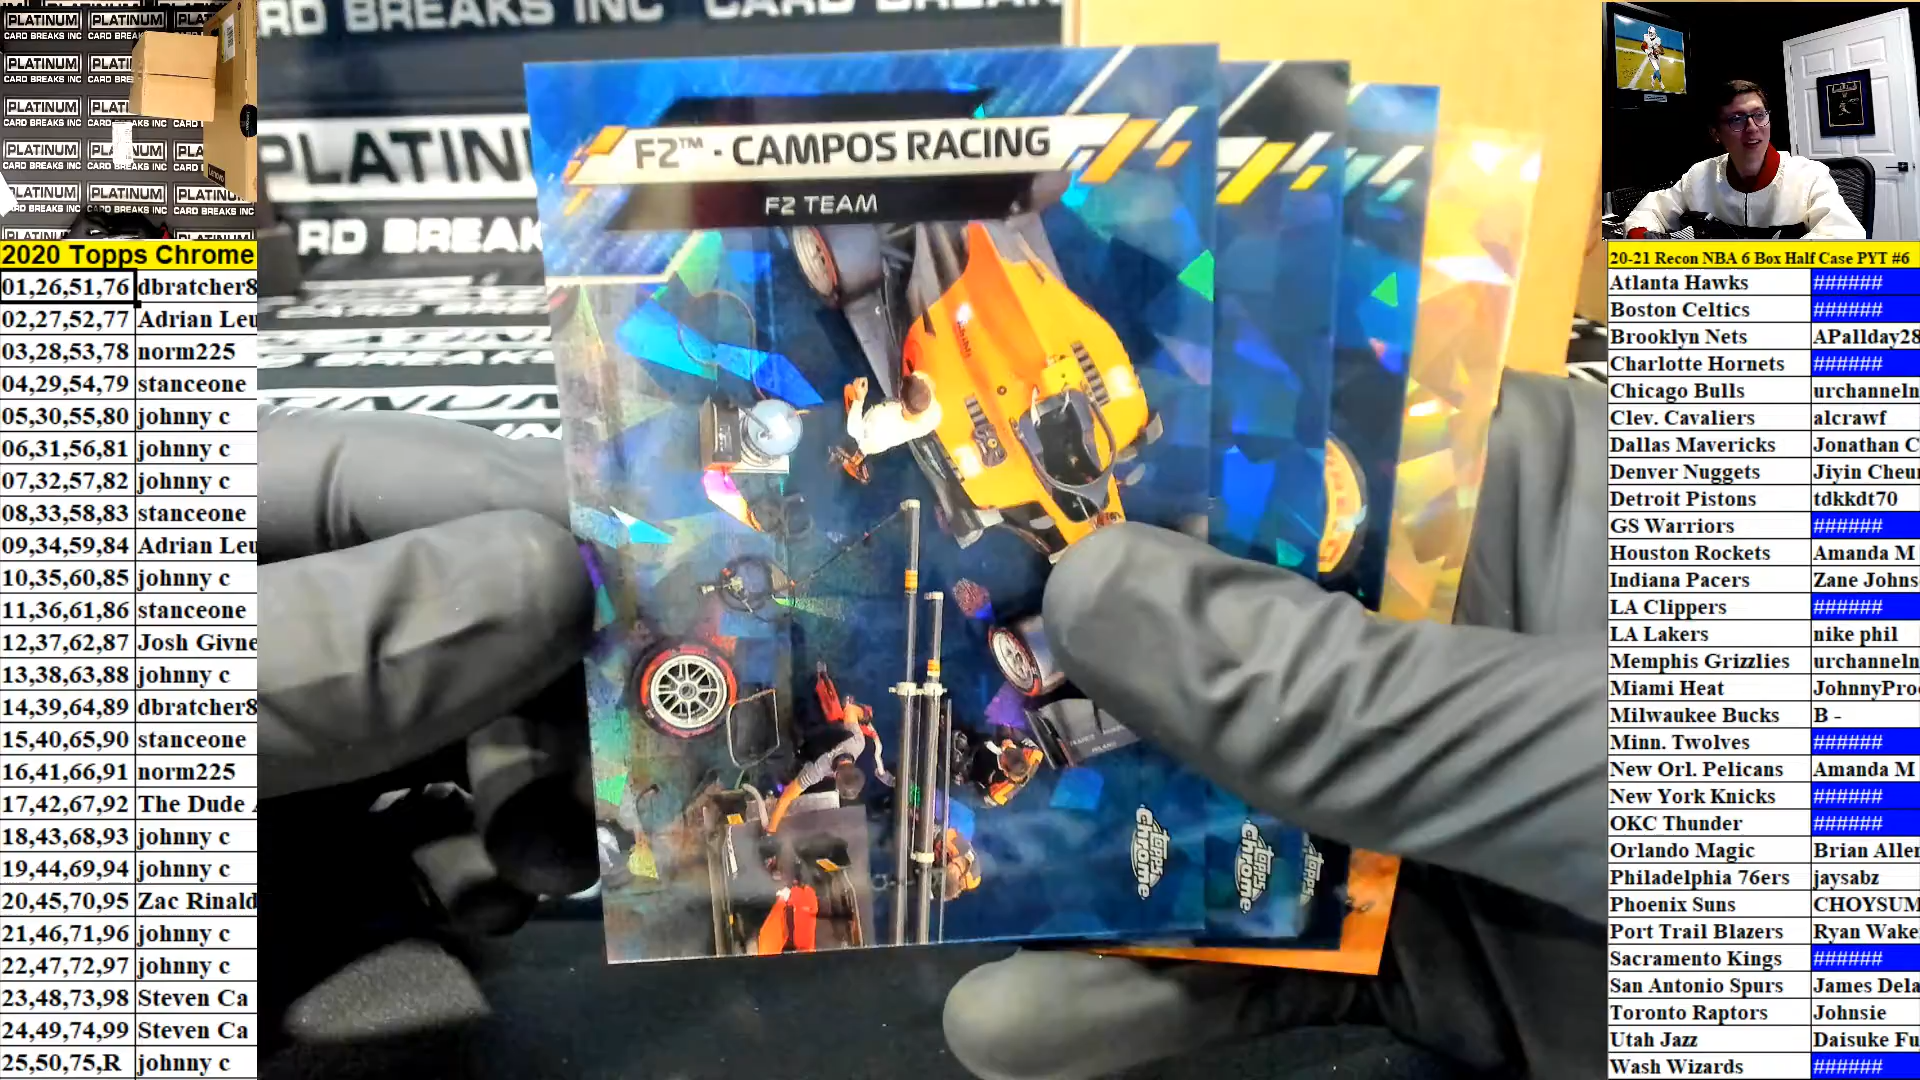 PLATINUM
CARD BREAKS INC
RD BREAKS INC
CARD BREAKS INC
PLATINU
RD BREAK
F2™ - CAMPOS RACING
F2 TEAM
Topps Chrome
Topps Chrome
Topps
2020 Topps Chrome
01,26,51,76 dbratcher8
02,27,52,77 Adrian Leu
03,28,53,78 norm225
04,29,54,79 stanceone
05,30,55,80 johnny c
06,31,56,81 johnny c
07,32,57,82 johnny c
08,33,58,83 stanceone
09,34,59,84 Adrian Leu
10,35,60,85 johnny c
11,36,61,86 stanceone
12,37,62,87 Josh Givne
13,38,63,88 johnny c
14,39,64,89 dbratcher8
15,40,65,90 stanceone
16,41,66,91 norm225
17,42,67,92 The Dude
18,43,68,93 johnny c
19,44,69,94 johnny c
20,45,70,95 Zac Rinald
21,46,71,96 johnny c
22,47,72,97 johnny c
23,48,73,98 Steven Ca
24,49,74,99 Steven Ca
25,50,75,R johnny c
20-21 Recon NBA 6 Box Half Case PYT #6
Atlanta Hawks ######
Boston Celtics ######
Brooklyn Nets APallday28
Charlotte Hornets ######
Chicago Bulls urchanneln
Clev. Cavaliers alcrawf
Dallas Mavericks Jonathan C
Denver Nuggets Jiyin Cheu
Detroit Pistons tdkkdt70
GS Warriors ######
Houston Rockets Amanda M
Indiana Pacers Zane Johns
LA Clippers ######
LA Lakers nike phil
Memphis Grizzlies urchanneln
Miami Heat JohnnyPro
Milwaukee Bucks B -
Minn. Twolves ######
New Orl. Pelicans Amanda M
New York Knicks ######
OKC Thunder ######
Orlando Magic Brian Aller
Philadelphia 76ers jaysabz
Phoenix Suns CHOYSUM
Port Trail Blazers Ryan Wake
Sacramento Kings ######
San Antonio Spurs James Dela
Toronto Raptors Johnsie
Utah Jazz Daisuke Fu
Wash Wizards ######